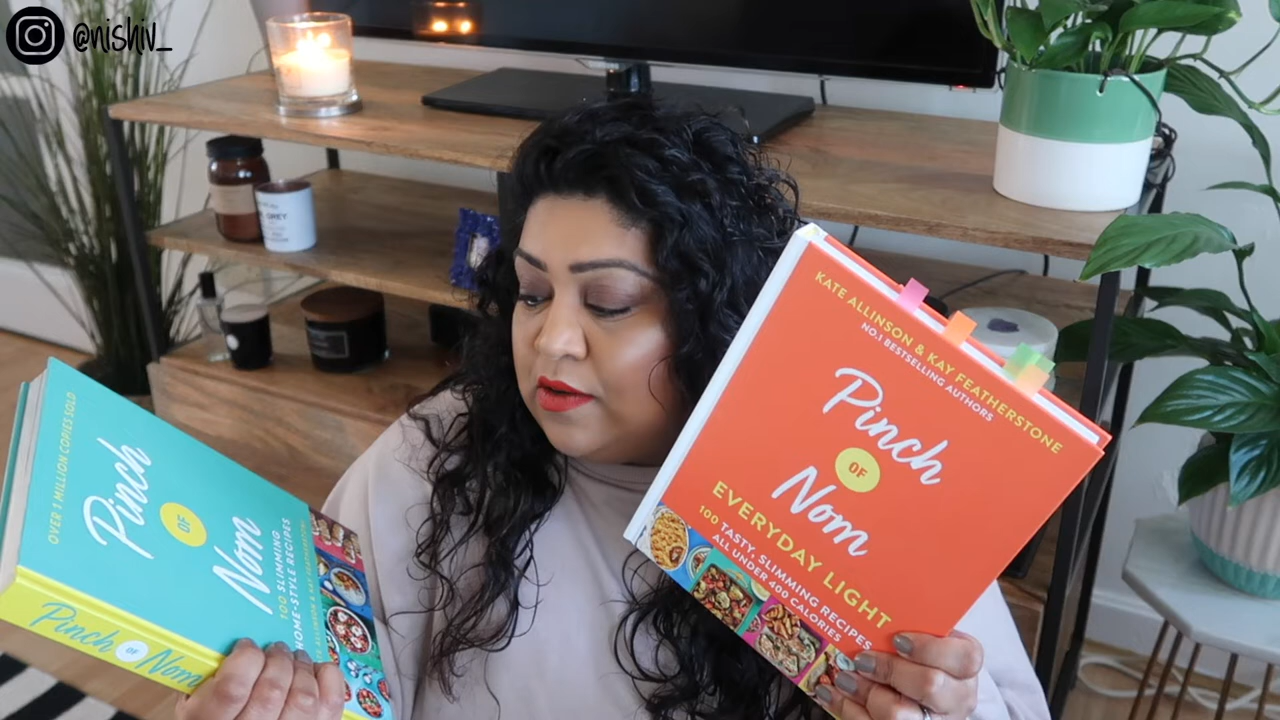 @nishiv_
GREY
OVER 1 MILLION COPIES SOLD
Pinch
OF
Nom
100 SLIMMING
HOME-STYLE RECIPES
Pinch OF Nom
KATE ALLINSON & KAY FEATHERSTONE
NO.1 BESTSELLING AUTHORS
Pinch
OF
Nom
EVERYDAY LIGHT
100 TASTY, SLIMMING RECIPES
ALL UNDER 400 CALORIES